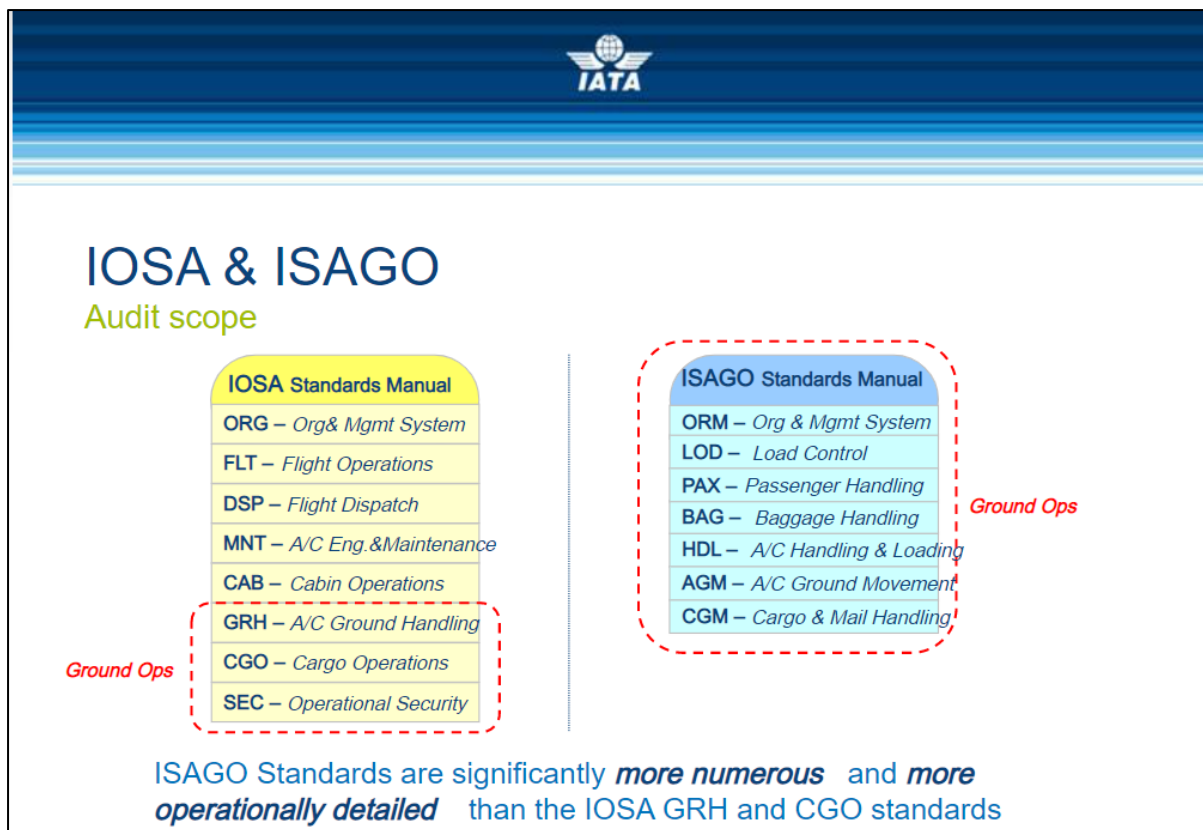 IATA
IOSA & ISAGO
Audit scope
IOSA Standards Manual
ORG – Org& Mgmt System
FLT – Flight Operations
DSP – Flight Dispatch
MNT – A/C Eng.&Maintenance
CAB – Cabin Operations
GRH – A/C Ground Handling
CGO – Cargo Operations
SEC – Operational Security
Ground Ops
ISAGO Standards Manual
ORM – Org & Mgmt System
LOD – Load Control
PAX – Passenger Handling
BAG – Baggage Handling
HDL – A/C Handling & Loading
AGM – A/C Ground Movement
CGM – Cargo & Mail Handling
Ground Ops
ISAGO Standards are significantly more numerous and more
operationally detailed than the IOSA GRH and CGO standards